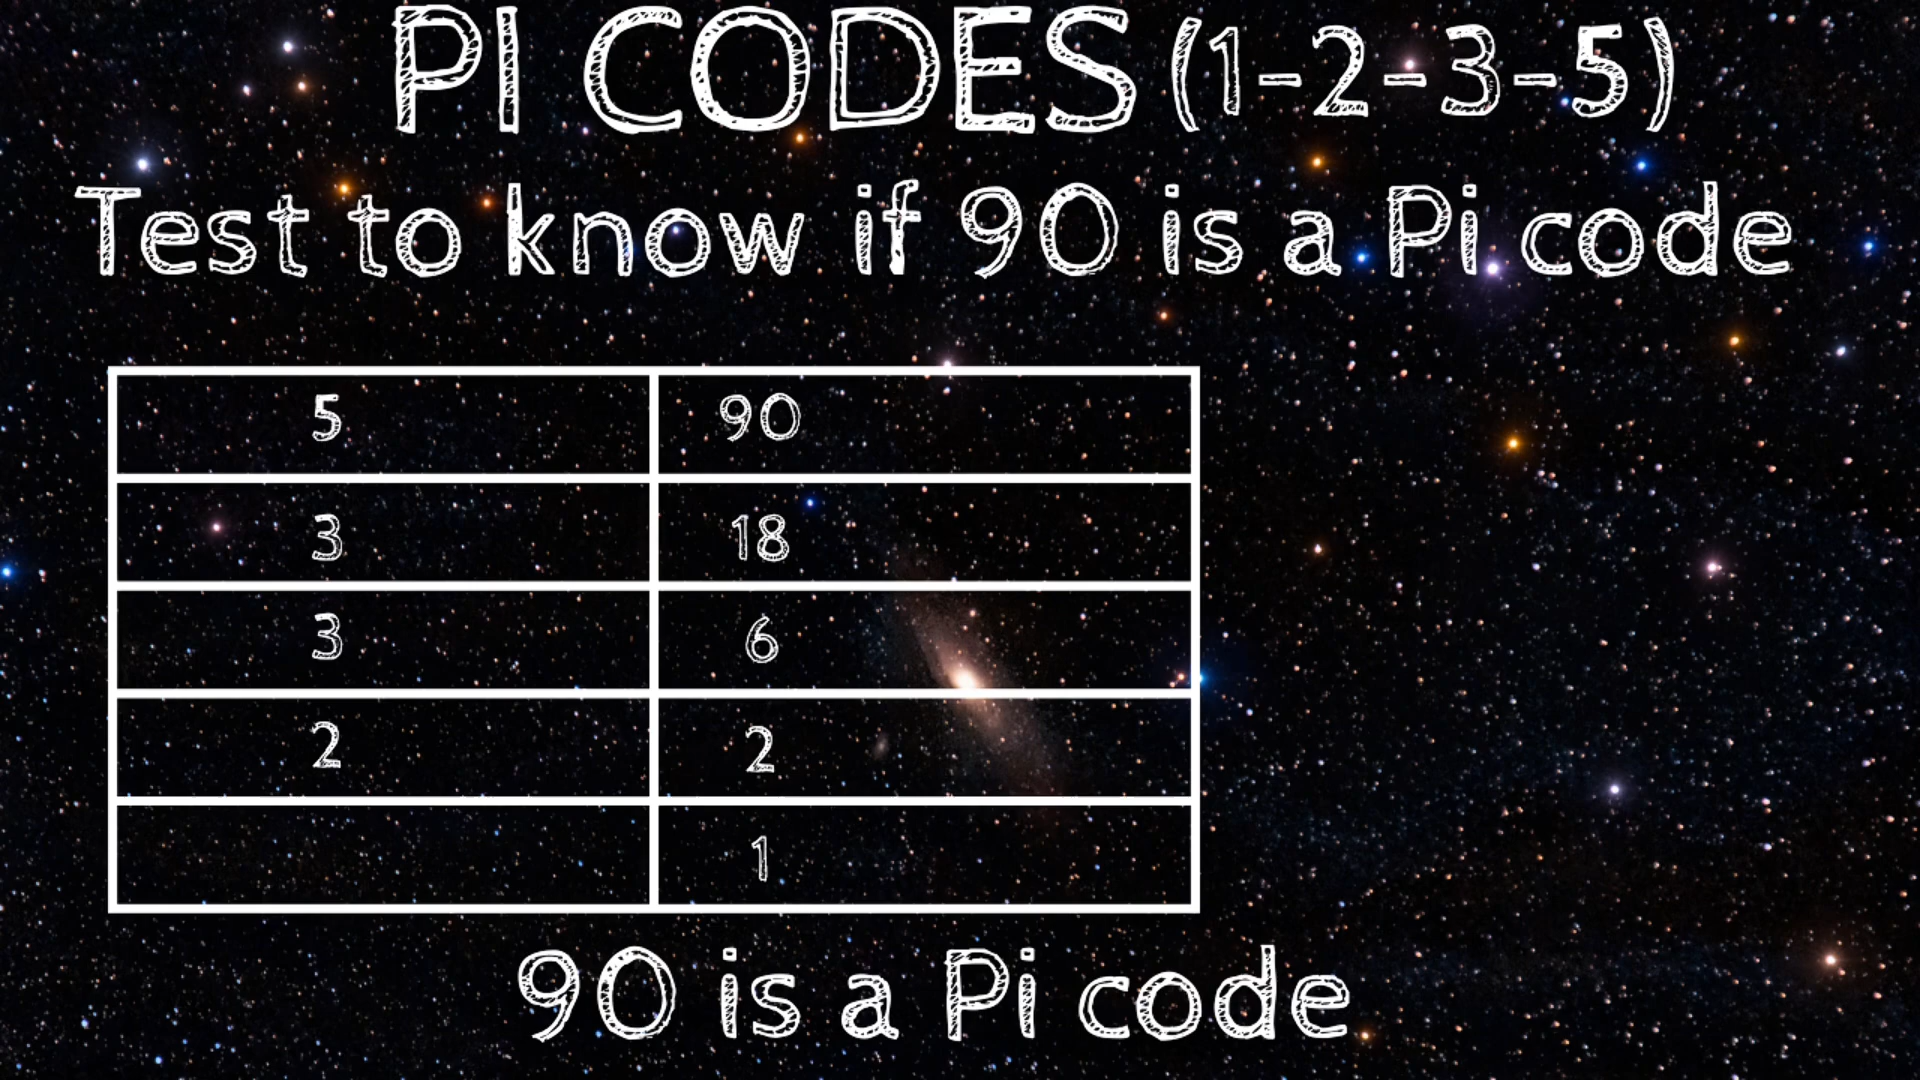 PI CODES (1-2-3-5)
Test to know if 90 is a Pi code
5 90
3 18
3 6
2 2
1
90 is a Pi code